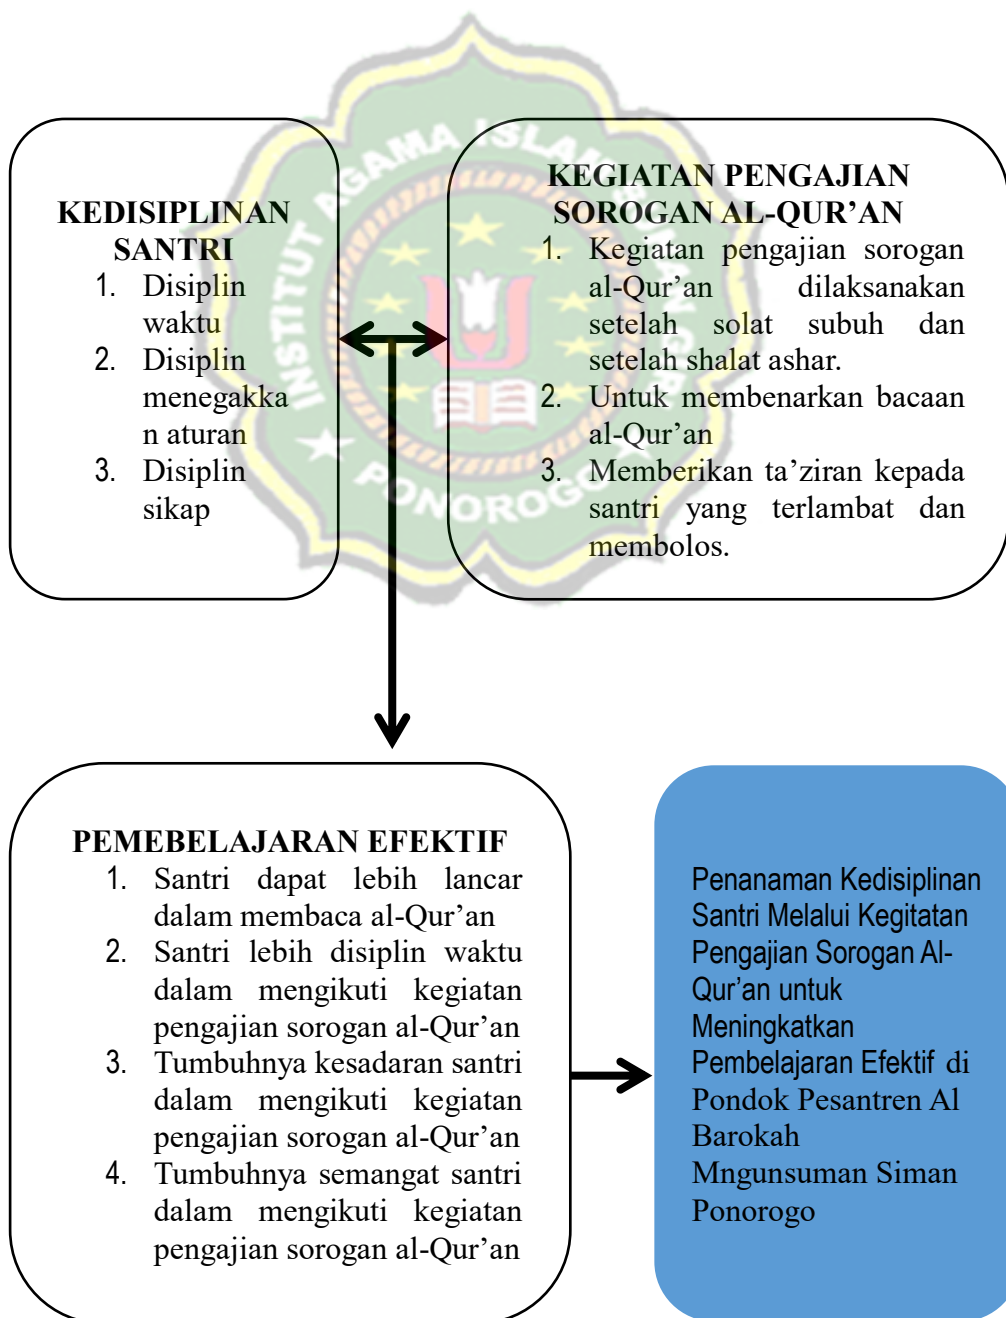 KEDISIPLINAN
SANTRI
1. Disiplin
waktu
2. Disiplin
menegakka
n aturan
3. Disiplin
sikap
KEGIATAN PENGAJIAN
SOROGAN AL-QUR’AN
1. Kegiatan pengajian sorogan
al-Qur’an dilaksanakan
setelah solat subuh dan
setelah shalat ashar.
2. Untuk membenarkan bacaan
al-Qur’an
3. Memberikan ta’ziran kepada
santri yang terlambat dan
membolos.
INSTITUT AGAMA ISLAM NEGERI
PONOROGO
PEMEBELAJARAN EFEKTIF
1. Santri dapat lebih lancar
dalam membaca al-Qur’an
2. Santri lebih disiplin waktu
dalam mengikuti kegiatan
pengajian sorogan al-Qur’an
3. Tumbuhnya kesadaran santri
dalam mengikuti kegiatan
pengajian sorogan al-Qur’an
4. Tumbuhnya semangat santri
dalam mengikuti kegiatan
pengajian sorogan al-Qur’an
Penanaman Kedisiplinan
Santri Melalui Kegitatan
Pengajian Sorogan Al-
Qur’an untuk
Meningkatkan
Pembelajaran Efektif di
Pondok Pesantren Al
Barokah
Mngunsuman Siman
Ponorogo